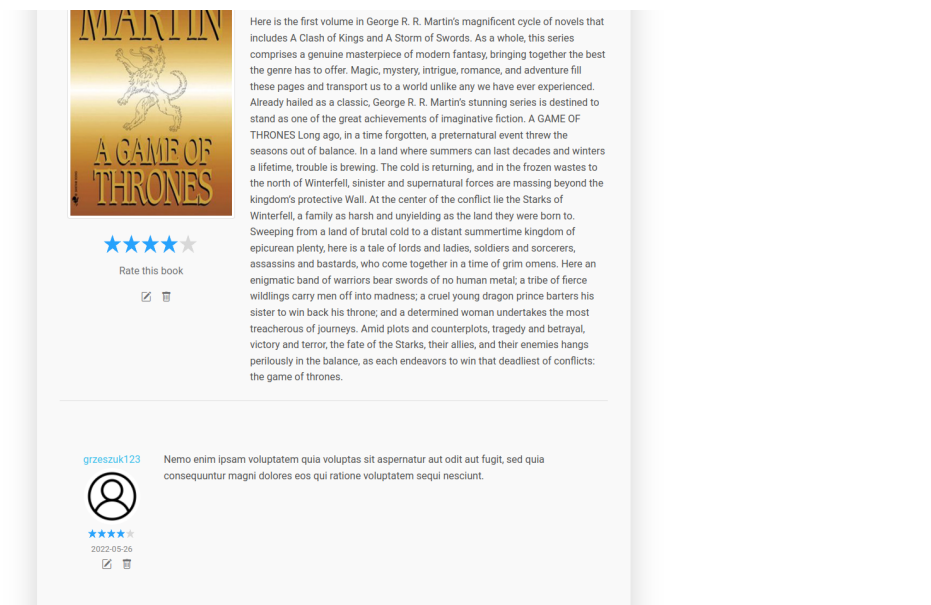 MARTIN
A GAME OF
THRONES
Rate this book
Here is the first volume in George R. R. Martin's magnificent cycle of novels that
includes A Clash of Kings and A Storm of Swords. As a whole, this series
comprises a genuine masterpiece of modern fantasy, bringing together the best
the genre has to offer. Magic, mystery, intrigue, romance, and adventure fill
these pages and transport us to a world unlike any we have ever experienced.
Already hailed as a classic, George R. R. Martin's stunning series is destined to
stand as one of the great achievements of imaginative fiction. A GAME OF
THRONES Long ago, in a time forgotten, a preternatural event threw the
seasons out of balance. In a land where summers can last decades and winters
a lifetime, trouble is brewing. The cold is returning, and in the frozen wastes to
the north of Winterfell, sinister and supernatural forces are massing beyond the
kingdom's protective Wall. At the center of the conflict lie the Starks of
Winterfell, a family as harsh and unyielding as the land they were born to.
Sweeping from a land of brutal cold to a distant summertime kingdom of
epicurean plenty, here is a tale of lords and ladies, soldiers and sorcerers,
assassins and bastards, who come together in a time of grim omens. Here an
enigmatic band of warriors bear swords of no human metal; a tribe of fierce
wildlings carry men off into madness; a cruel young dragon prince barters his
sister to win back his throne; and a determined woman undertakes the most
treacherous of journeys. Amid plots and counterplots, tragedy and betrayal,
victory and terror, the fate of the Starks, their allies, and their enemies hangs
perilously in the balance, as each endeavors to win that deadliest of conflicts:
the game of thrones.
grzeszuk123
2022-05-26
Nemo enim ipsam voluptatem quia voluptas sit aspernatur aut odit aut fugit, sed quia
consequuntur magni dolores eos qui ratione voluptatem sequi nesciunt.